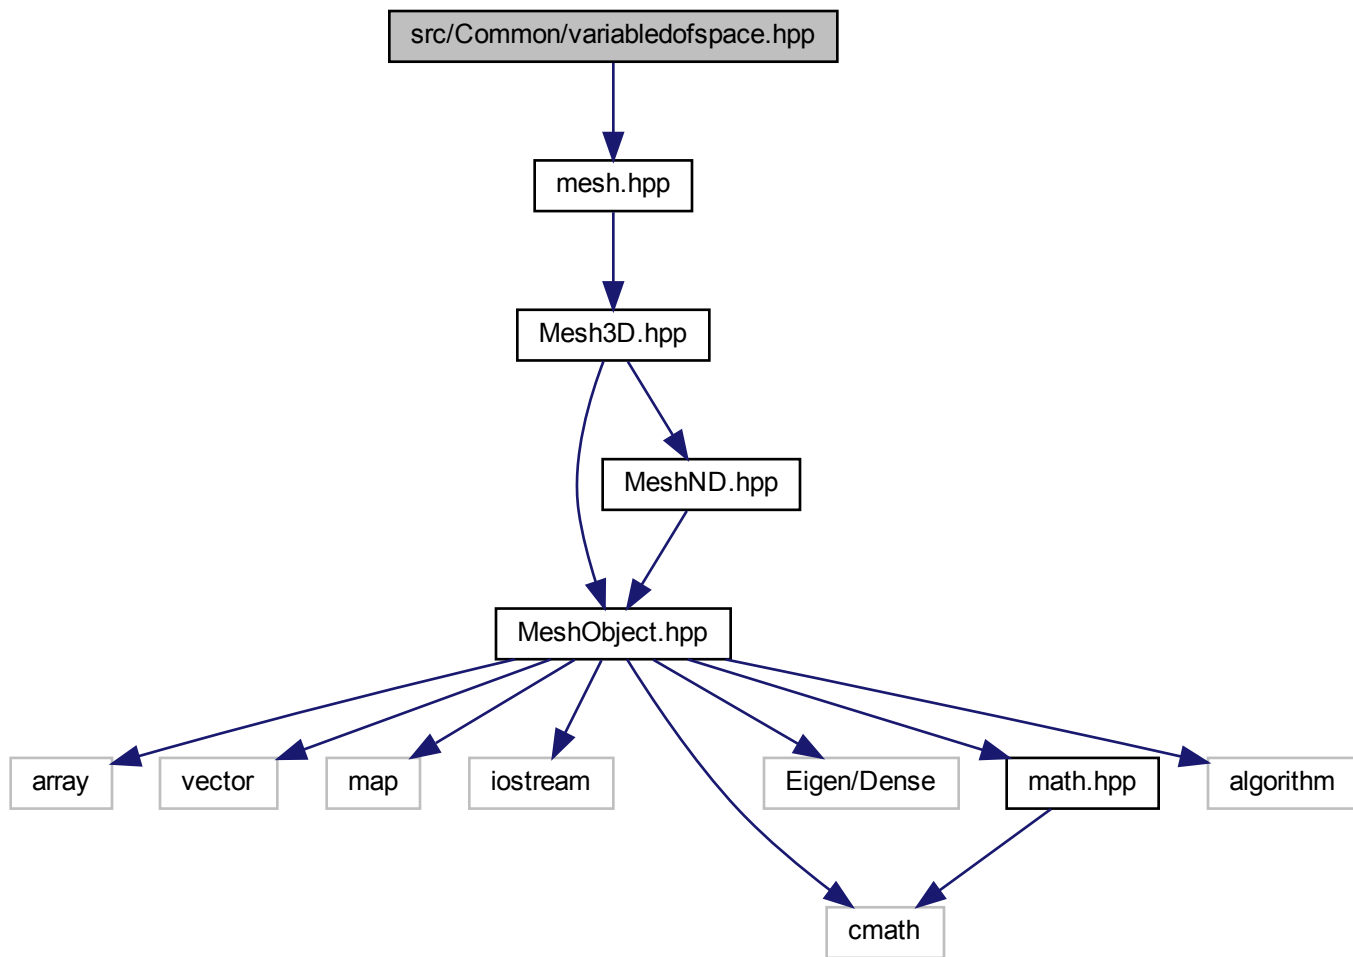 src/Common/variabledofspace.hpp
mesh.hpp
Mesh3D.hpp
MeshND.hpp
MeshObject.hpp
array
vector
map
iostream
Eigen/Dense
math.hpp
algorithm
cmath